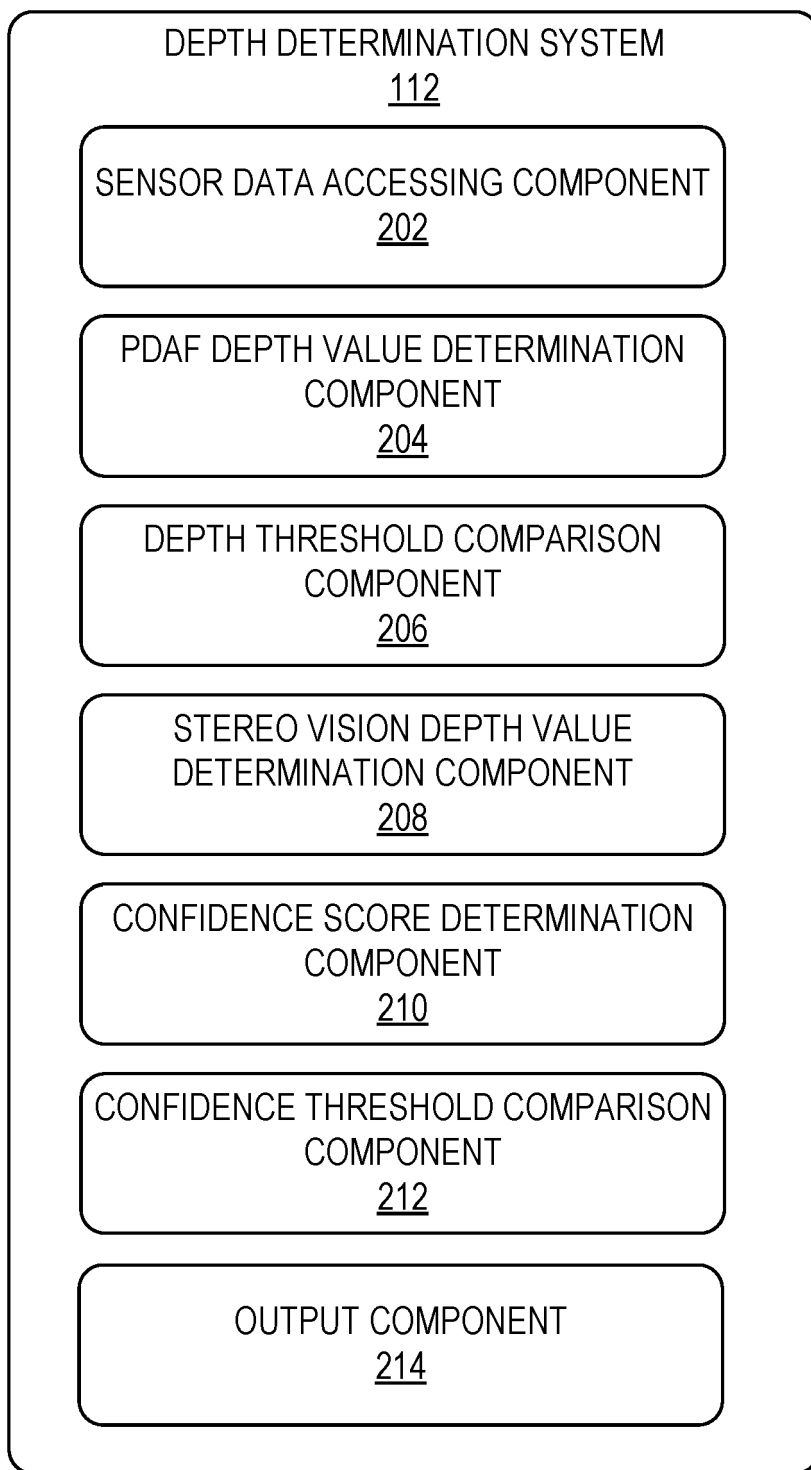 DEPTH DETERMINATION SYSTEM
112
SENSOR DATA ACCESSING COMPONENT
202
PDAF DEPTH VALUE DETERMINATION
COMPONENT
204
DEPTH THRESHOLD COMPARISON
COMPONENT
206
STEREO VISION DEPTH VALUE
DETERMINATION COMPONENT
208
CONFIDENCE SCORE DETERMINATION
COMPONENT
210
CONFIDENCE THRESHOLD COMPARISON
COMPONENT
212
OUTPUT COMPONENT
214